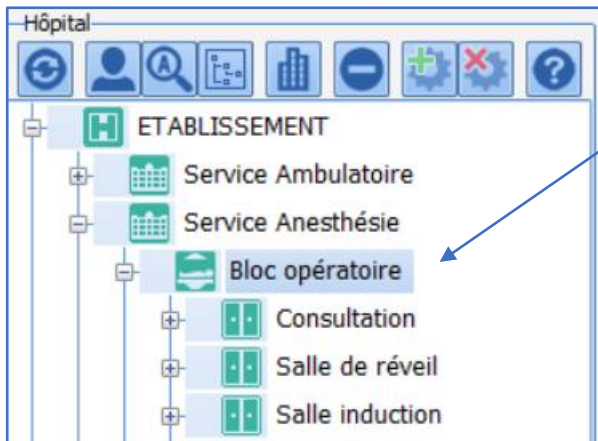 Hôpital
ETABLISSEMENT
Service Ambulatoire
Service Anesthésie
Bloc opératoire
Consultation
Salle de réveil
Salle induction